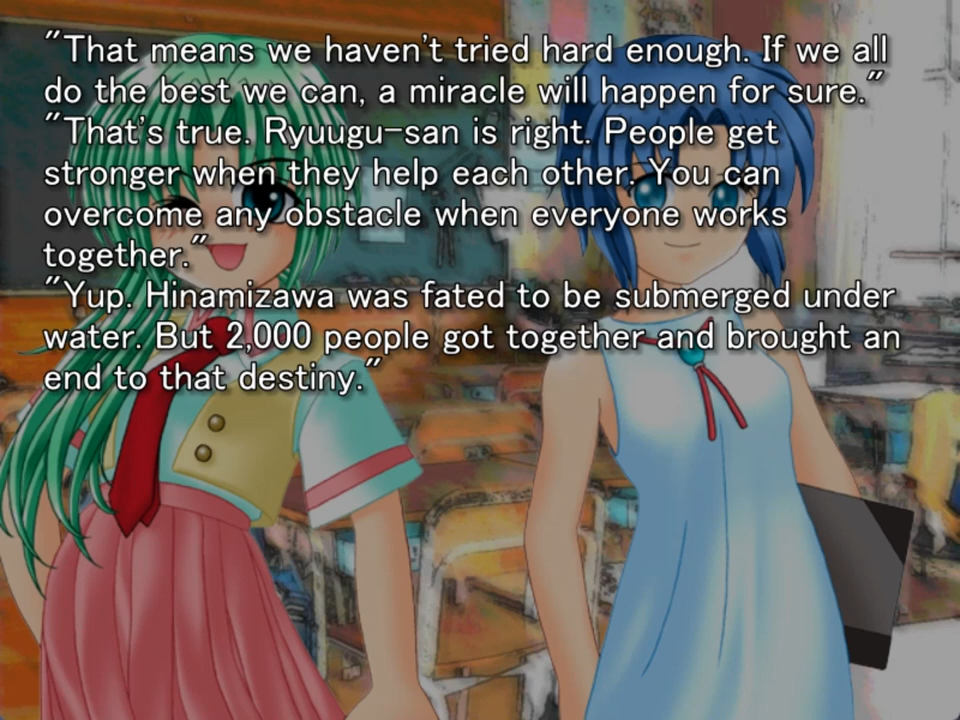 "That means we haven't tried hard enough. If we all
do the best we can, a miracle will happen for sure."
"That's true. Ryuugu-san is right. People get
stronger when they help each other. You can
overcome any obstacle when everyone works
together."
"Yup. Hinamizawa was fated to be submerged under
water. But 2,000 people got together and brought an
end to that destiny."